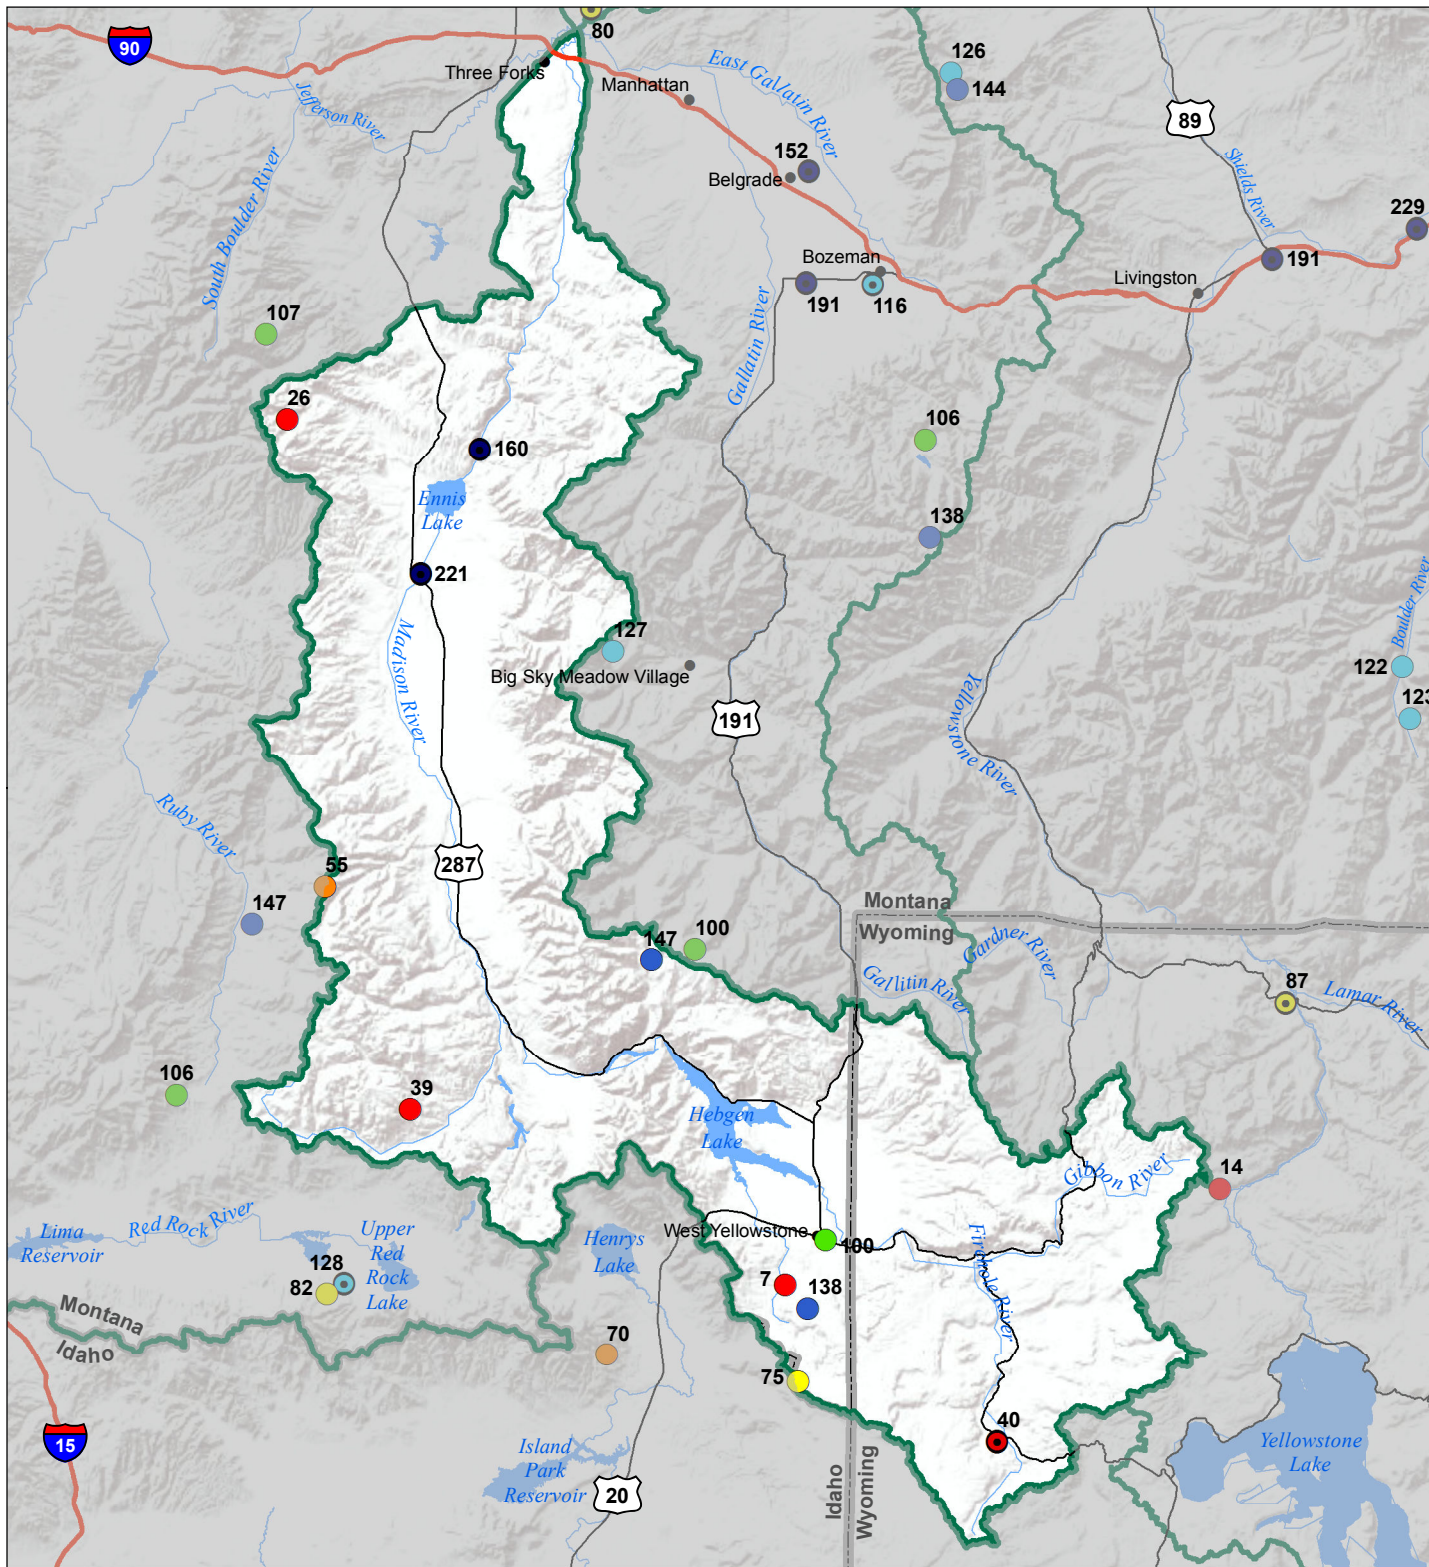 80
90
126
Three Forks
East Gallatin River
144
Manhattan
Jefferson River
89
152
Shields River
Belgrade
South Boulder River
229
Bozeman
191
Livingston
191
116
107
Gallatin River
26
106
160
Ennis
Lake
138
221
Boulder River
127
Madison River
122
Big Sky Meadow Village
123
191
Yellowstone River
Ruby River
287
55
Montana
147
Wyoming
100
147
Gardner River
Gallitin River
87
Lamar River
106
39
Hebgen
Lake
Gibbon River
14
Red Rock River
Lima
Reservoir
Upper
Red
Rock
Lake
Henrys
Lake
West Yellowstone
100
Firehole River
128
82
7
138
Montana
Idaho
70
75
40
15
Island
Park
Reservoir
Yellowstone
Lake
20
Idaho
Wyoming